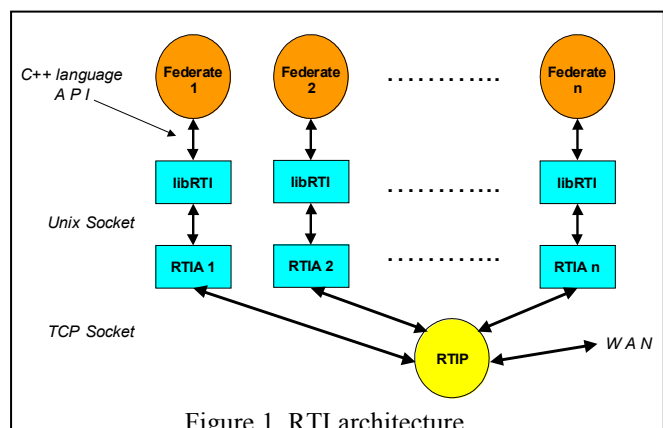 C++ language
A P I
Federate
1
Federate
2
............
Federate
n
libRTI
libRTI
............
libRTI
Unix Socket
RTIA 1
RTIA 2
............
RTIA n
TCP Socket
RTIP
W A N
Figure 1. RTI architecture